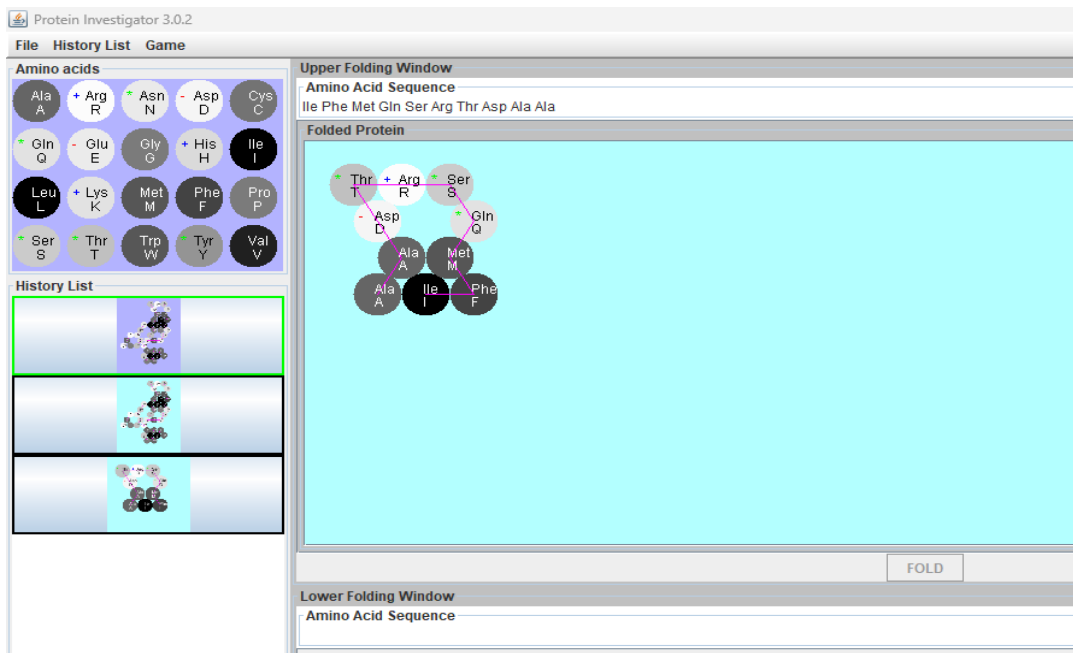 Protein Investigator 3.0.2
File History List Game
Amino acids
Ala + Arg * Asn - Asp Cys
A R N D C
* Gln - Glu Gly + His Ile
Q E G H I
Leu + Lys Met Phe Pro
L K M F P
* Ser * Thr Trp * Tyr Val
S T W Y V
History List
Upper Folding Window
Amino Acid Sequence
Ile Phe Met Gln Ser Arg Thr Asp Ala Ala
Folded Protein
* Thr + Arg * Ser
T R S
- Asp * Gln
D Q
Ala Met
A M
Ala Ile Phe
A I F
FOLD
Lower Folding Window
Amino Acid Sequence